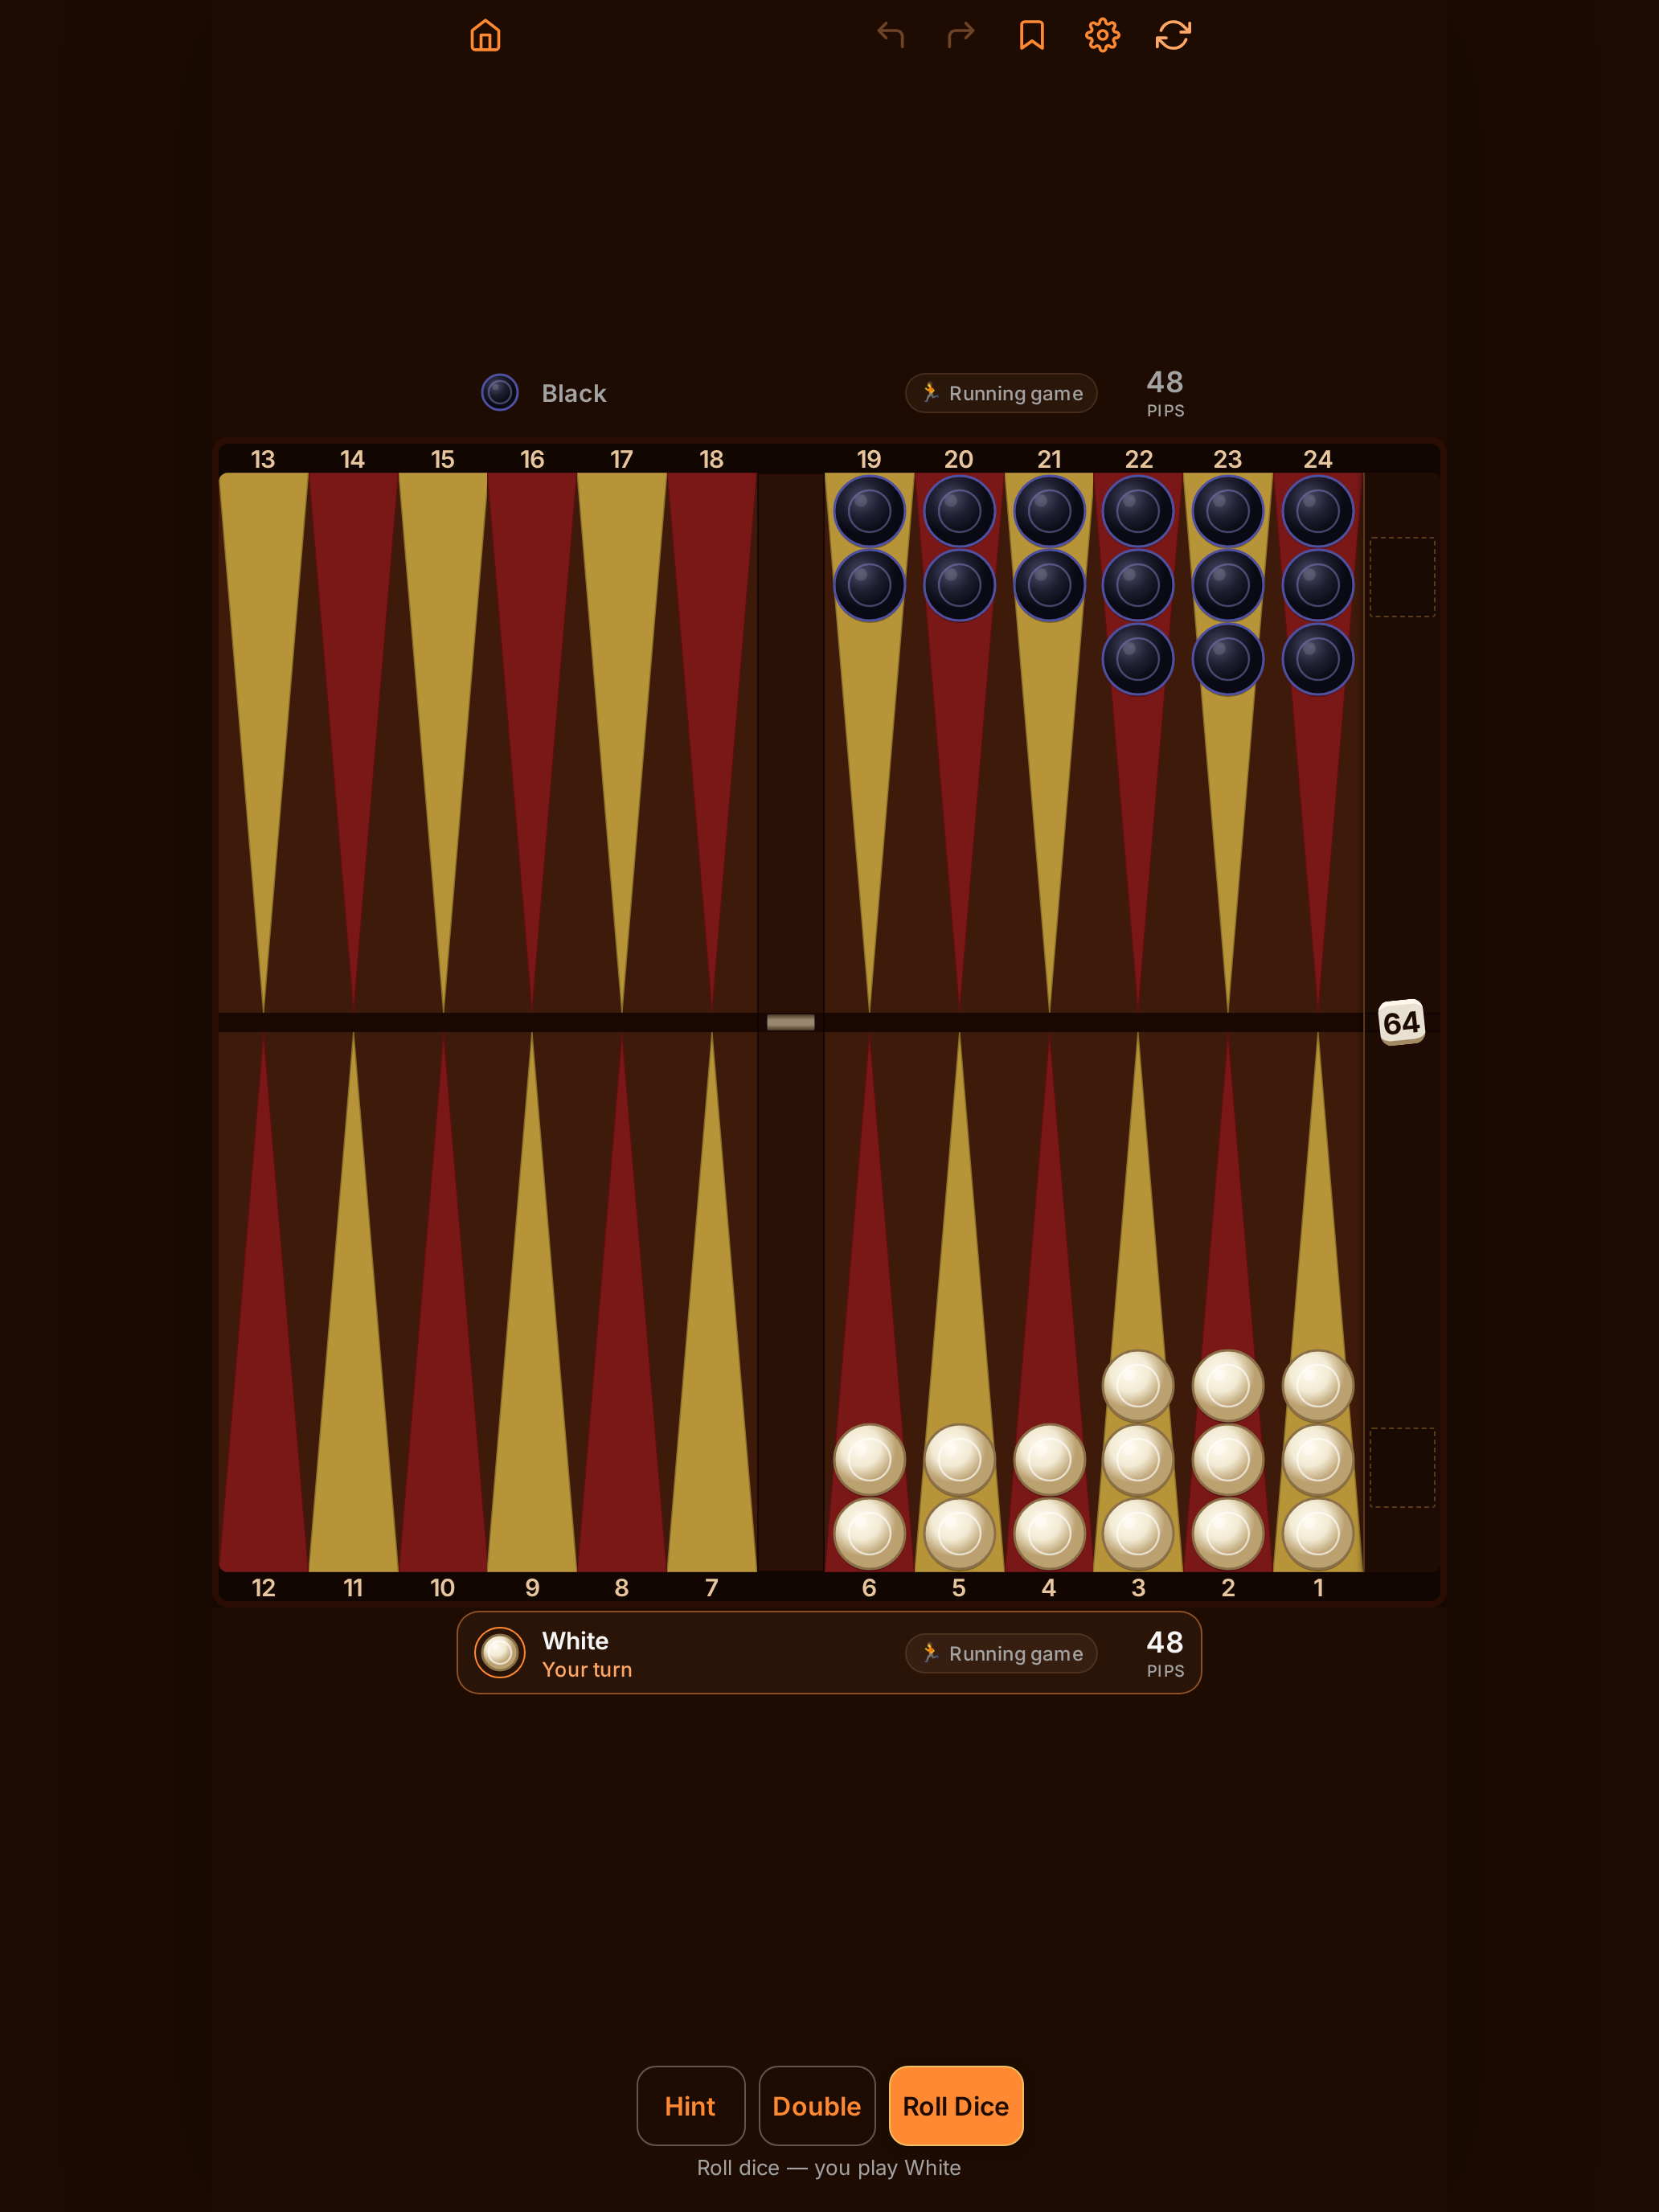 Black
🏃 Running game
48
PIPS
13 14 15 16 17 18 19 20 21 22 23 24
64
12 11 10 9 8 7 6 5 4 3 2 1
White
Your turn
🏃 Running game
48
PIPS
Hint Double Roll Dice
Roll dice — you play White